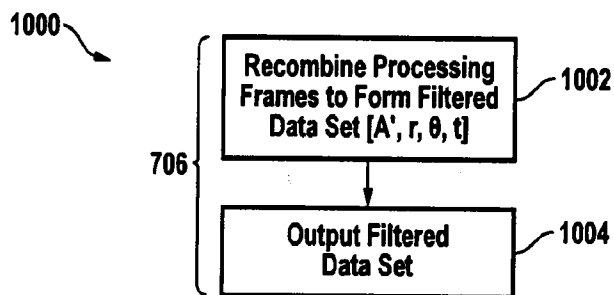 1000
Recombine Processing
Frames to Form Filtered
Data Set [A', r, θ, t]
1002
706
Output Filtered
Data Set
1004